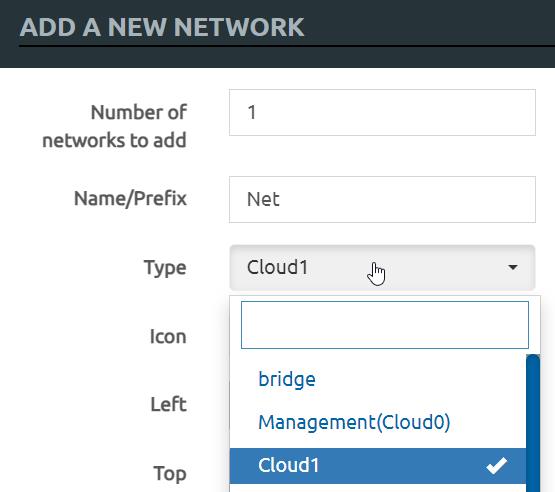 ADD A NEW NETWORK
Number of
networks to add
1
Name/Prefix
Net
Type
Cloud1
Icon
bridge
Left
Management(Cloud0)
Top
Cloud1